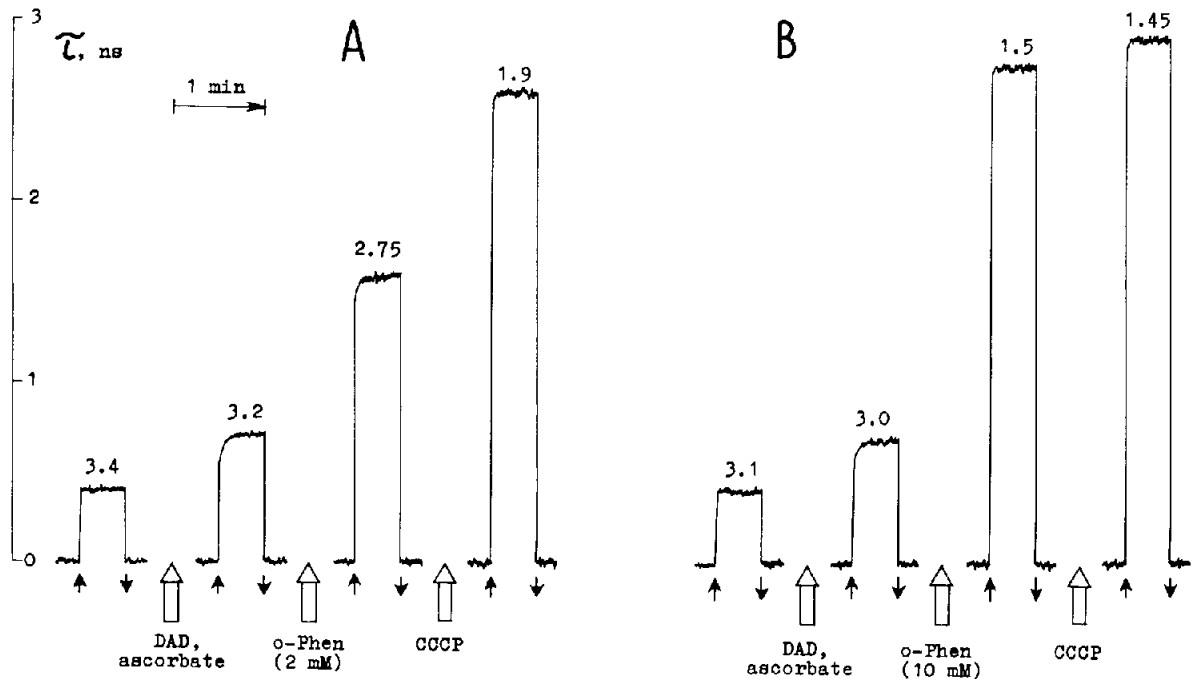 3
τ̃, ns
A
B
1 min
2
1
0
3.4
3.2
2.75
1.9
3.1
3.0
1.5
1.45
DAD,
ascorbate
o-Phen
(2 mM)
CCCP
DAD,
ascorbate
o-Phen
(10 mM)
CCCP